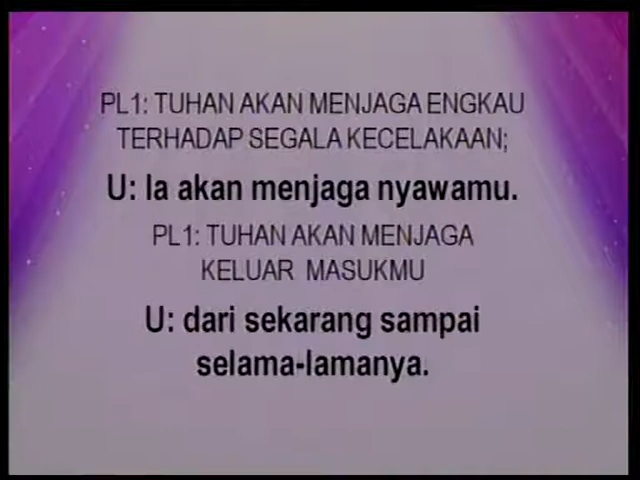 PL1: TUHAN AKAN MENJAGA ENGKAU
TERHADAP SEGALA KECELAKAAN;
U: Ia akan menjaga nyawamu.
PL1: TUHAN AKAN MENJAGA
KELUAR MASUKMU
U: dari sekarang sampai
selama-lamanya.